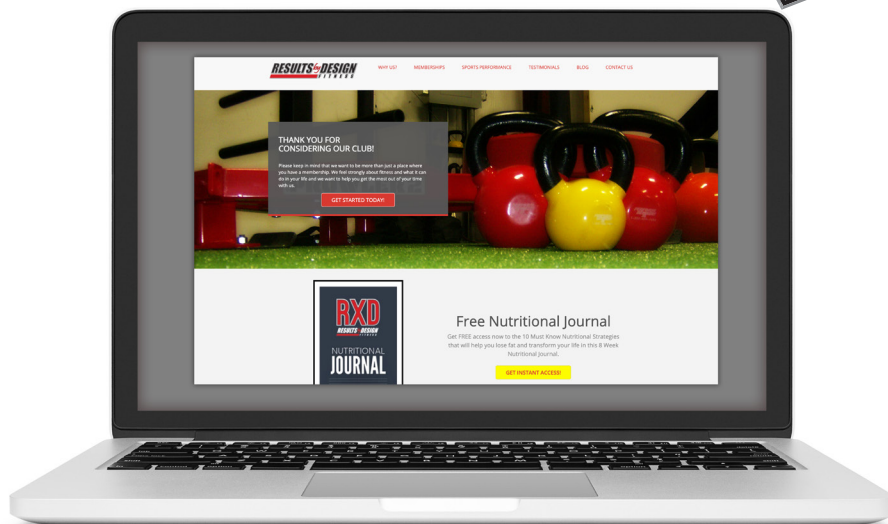 RESULTS by DESIGN
FITNESS
WHY US?
MEMBERSHIPS
SPORTS PERFORMANCE
TESTIMONIALS
BLOG
CONTACT US
THANK YOU FOR
CONSIDERING OUR CLUB!
Please keep in mind that we want to be more than just a place where
you have a membership. We feel strongly about fitness and what it can
do in your life and we want to help you get the most out of your time
with us.
GET STARTED TODAY!
RXD
RESULTS by DESIGN
FITNESS
NUTRITIONAL
JOURNAL
Free Nutritional Journal
Get FREE access now to the 10 Must Know Nutritional Strategies
that will help you lose fat and transform your life in this 8 Week
Nutritional Journal.
GET INSTANT ACCESS!